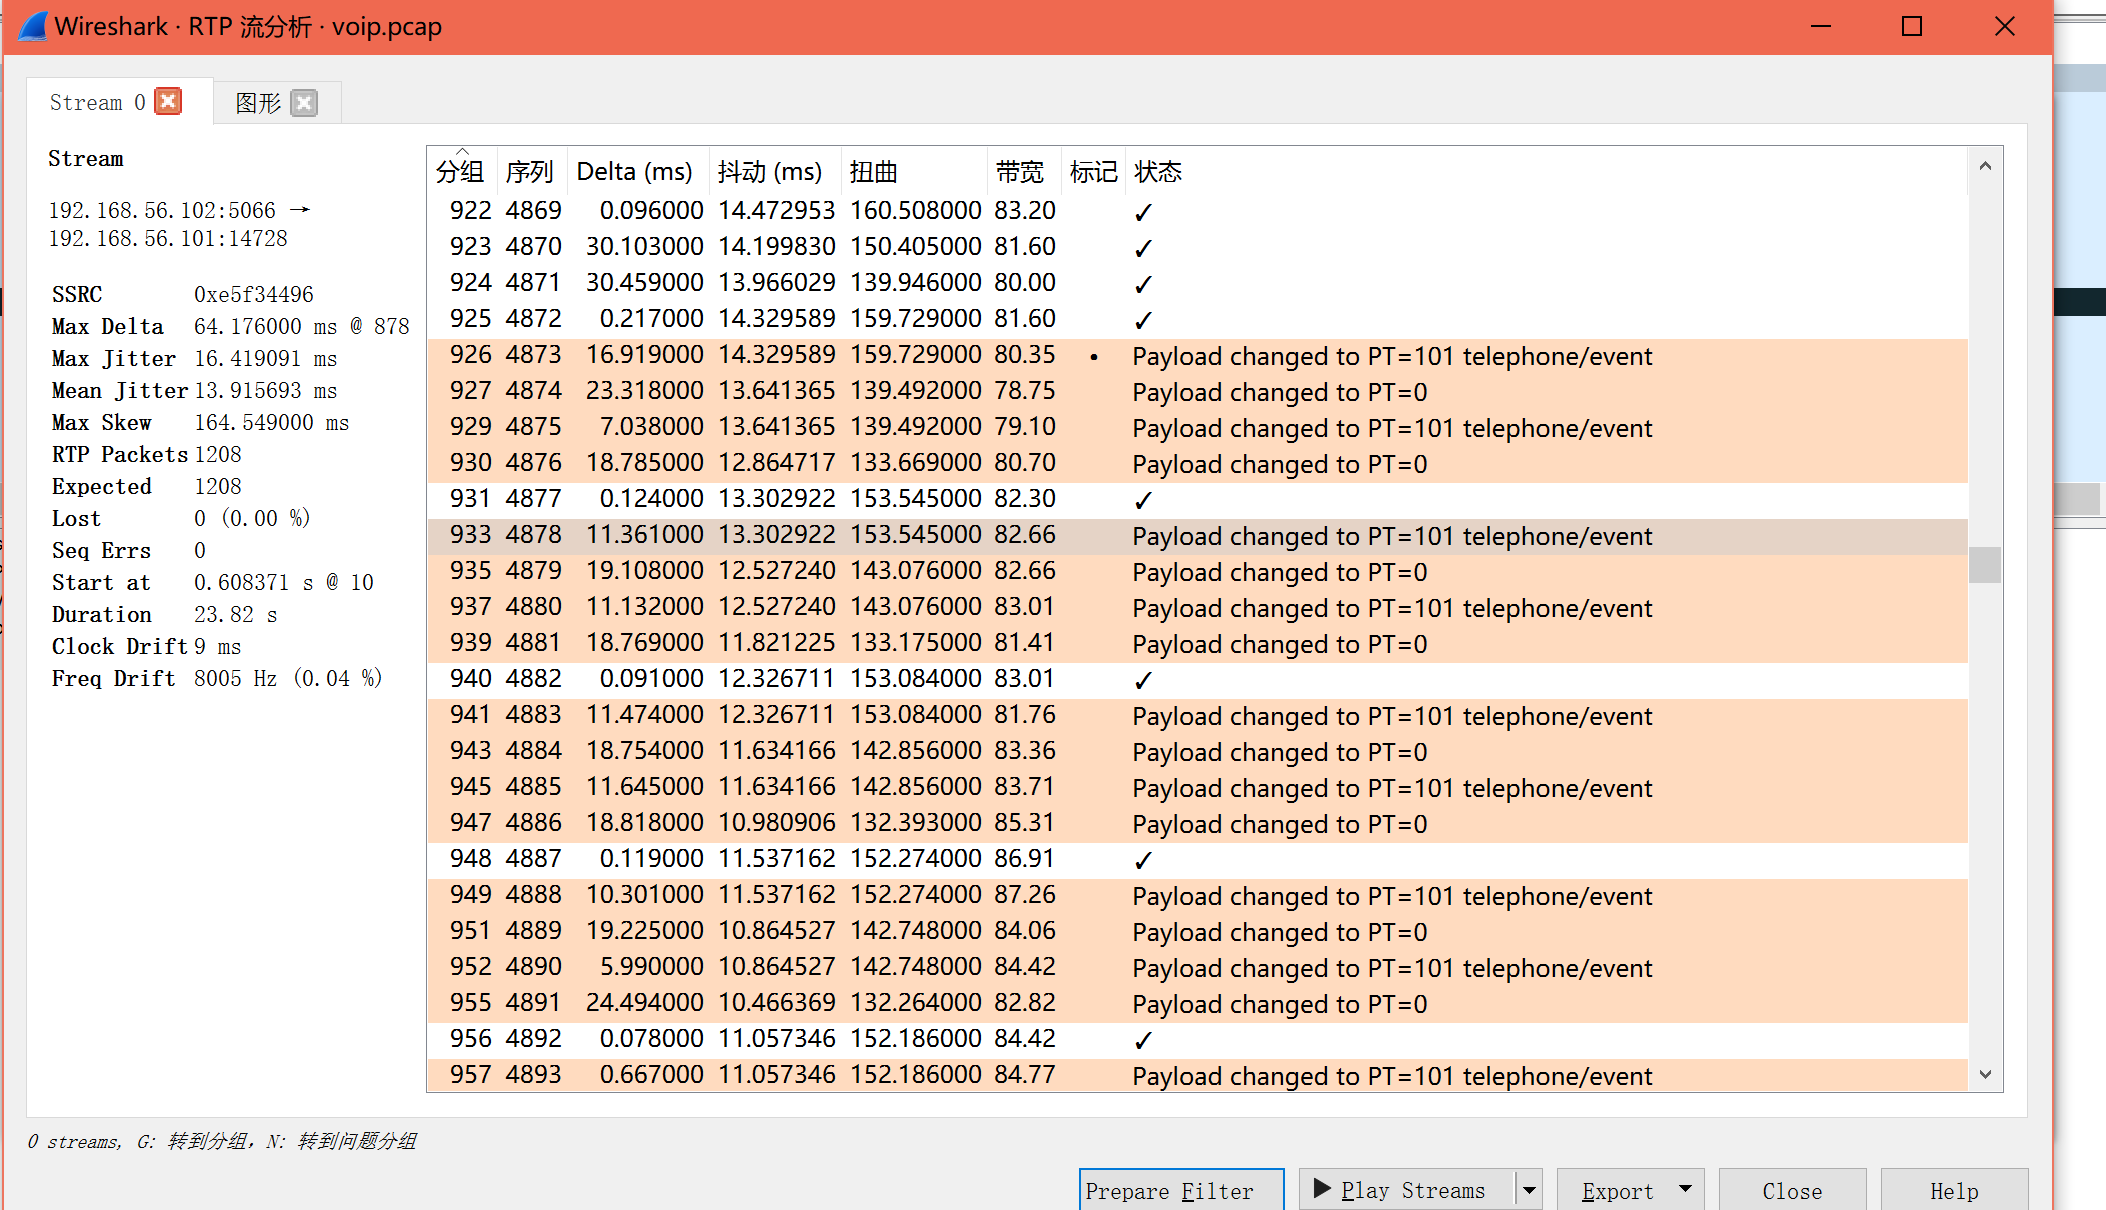 Wireshark · RTP 流分析 · voip.pcap
Stream 0 图形
Stream
192.168.56.102:5066 →
192.168.56.101:14728
SSRC 0xe5f34496
Max Delta 64.176000 ms @ 878
Max Jitter 16.419091 ms
Mean Jitter 13.915693 ms
Max Skew 164.549000 ms
RTP Packets 1208
Expected 1208
Lost 0 (0.00 %)
Seq Errs 0
Start at 0.608371 s @ 10
Duration 23.82 s
Clock Drift 9 ms
Freq Drift 8005 Hz (0.04 %)
分组 序列 Delta (ms) 抖动 (ms) 扭曲 带宽 标记 状态
922 4869 0.096000 14.472953 160.508000 83.20 ✓
923 4870 30.103000 14.199830 150.405000 81.60 ✓
924 4871 30.459000 13.966029 139.946000 80.00 ✓
925 4872 0.217000 14.329589 159.729000 81.60 ✓
926 4873 16.919000 14.329589 159.729000 80.35 • Payload changed to PT=101 telephone/event
927 4874 23.318000 13.641365 139.492000 78.75 Payload changed to PT=0
929 4875 7.038000 13.641365 139.492000 79.10 Payload changed to PT=101 telephone/event
930 4876 18.785000 12.864717 133.669000 80.70 Payload changed to PT=0
931 4877 0.124000 13.302922 153.545000 82.30 ✓
933 4878 11.361000 13.302922 153.545000 82.66 Payload changed to PT=101 telephone/event
935 4879 19.108000 12.527240 143.076000 82.66 Payload changed to PT=0
937 4880 11.132000 12.527240 143.076000 83.01 Payload changed to PT=101 telephone/event
939 4881 18.769000 11.821225 133.175000 81.41 Payload changed to PT=0
940 4882 0.091000 12.326711 153.084000 83.01 ✓
941 4883 11.474000 12.326711 153.084000 81.76 Payload changed to PT=101 telephone/event
943 4884 18.754000 11.634166 142.856000 83.36 Payload changed to PT=0
945 4885 11.645000 11.634166 142.856000 83.71 Payload changed to PT=101 telephone/event
947 4886 18.818000 10.980906 132.393000 85.31 Payload changed to PT=0
948 4887 0.119000 11.537162 152.274000 86.91 ✓
949 4888 10.301000 11.537162 152.274000 87.26 Payload changed to PT=101 telephone/event
951 4889 19.225000 10.864527 142.748000 84.06 Payload changed to PT=0
952 4890 5.990000 10.864527 142.748000 84.42 Payload changed to PT=101 telephone/event
955 4891 24.494000 10.466369 132.264000 82.82 Payload changed to PT=0
956 4892 0.078000 11.057346 152.186000 84.42 ✓
957 4893 0.667000 11.057346 152.186000 84.77 Payload changed to PT=101 telephone/event
0 streams, G: 转到分组，N: 转到问题分组
Prepare Filter Play Streams Export Close Help